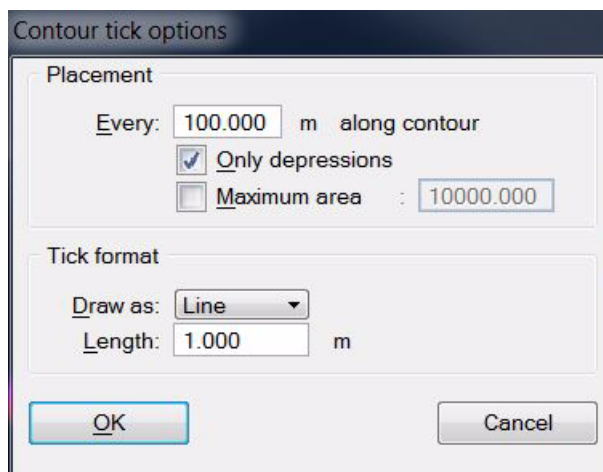 Contour tick options
Placement
Every: 100.000 m along contour
Only depressions
Maximum area : 10000.000
Tick format
Draw as: Line
Length: 1.000 m
OK Cancel